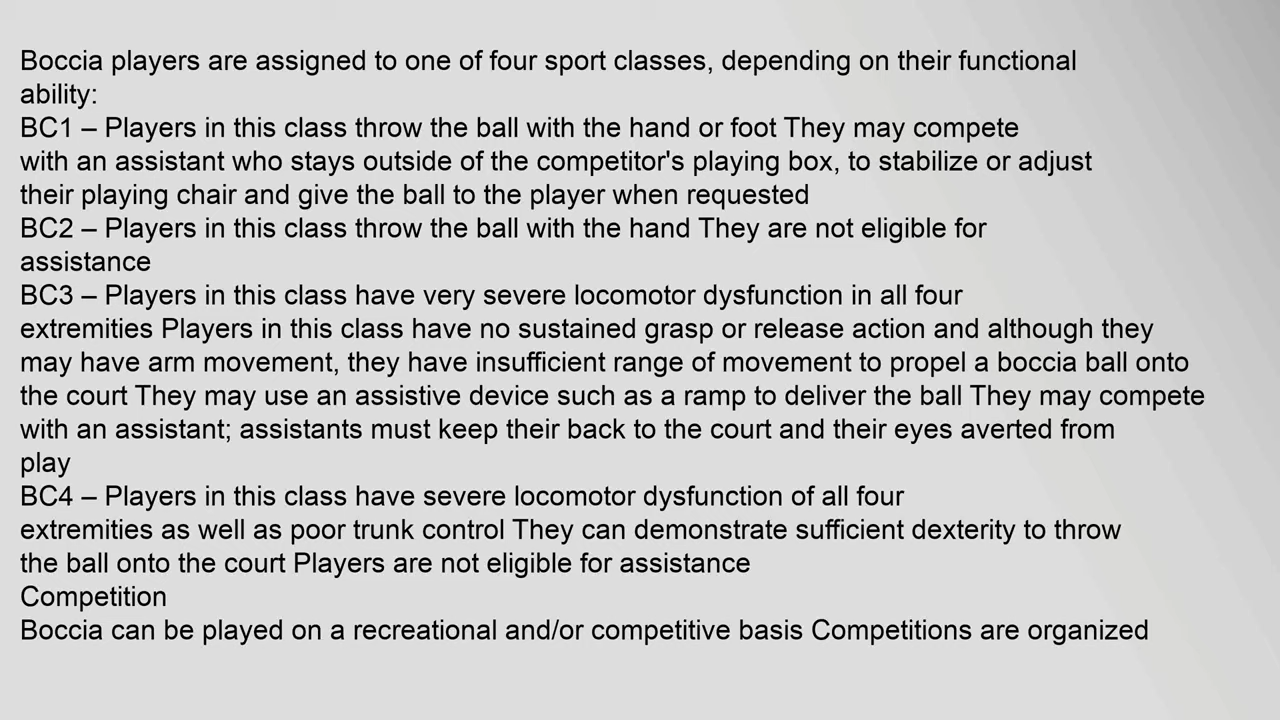 Boccia players are assigned to one of four sport classes, depending on their functional
ability:
BC1 – Players in this class throw the ball with the hand or foot They may compete
with an assistant who stays outside of the competitor's playing box, to stabilize or adjust
their playing chair and give the ball to the player when requested
BC2 – Players in this class throw the ball with the hand They are not eligible for
assistance
BC3 – Players in this class have very severe locomotor dysfunction in all four
extremities Players in this class have no sustained grasp or release action and although they
may have arm movement, they have insufficient range of movement to propel a boccia ball onto
the court They may use an assistive device such as a ramp to deliver the ball They may compete
with an assistant; assistants must keep their back to the court and their eyes averted from
play
BC4 – Players in this class have severe locomotor dysfunction of all four
extremities as well as poor trunk control They can demonstrate sufficient dexterity to throw
the ball onto the court Players are not eligible for assistance
Competition
Boccia can be played on a recreational and/or competitive basis Competitions are organized